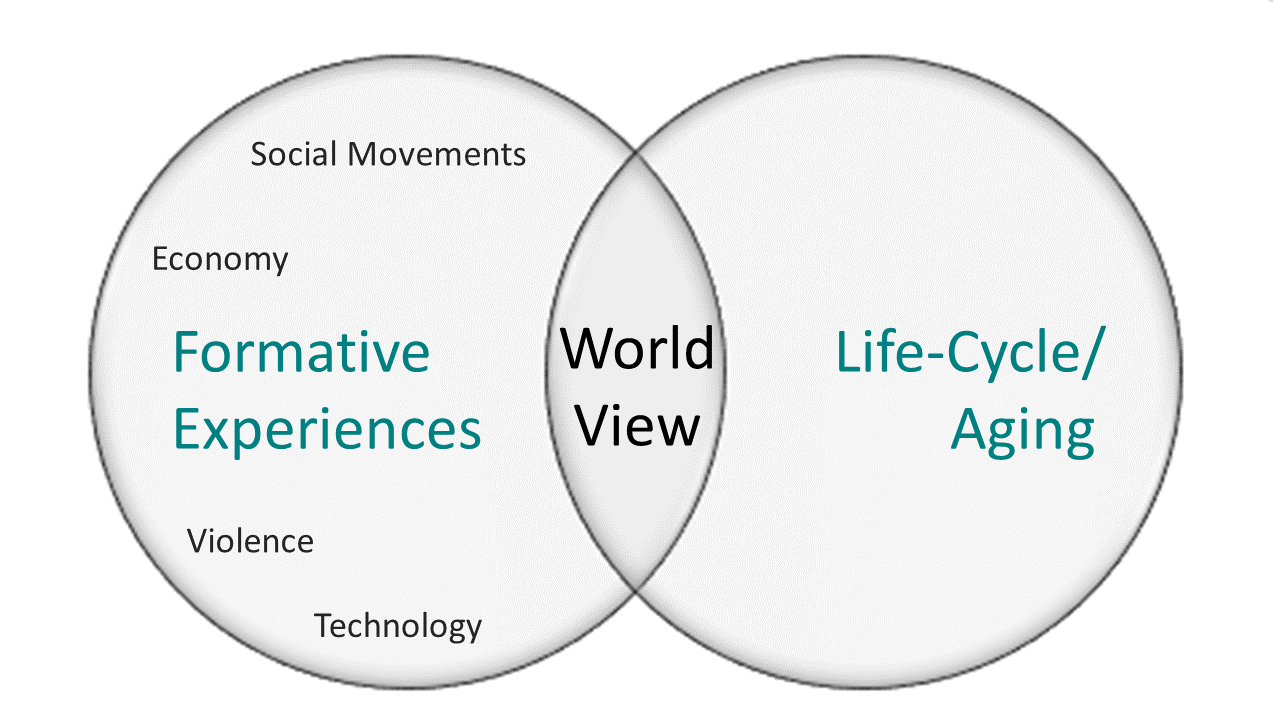 Social Movements
Economy
Formative
Experiences
World
View
Life-Cycle/
Aging
Violence
Technology